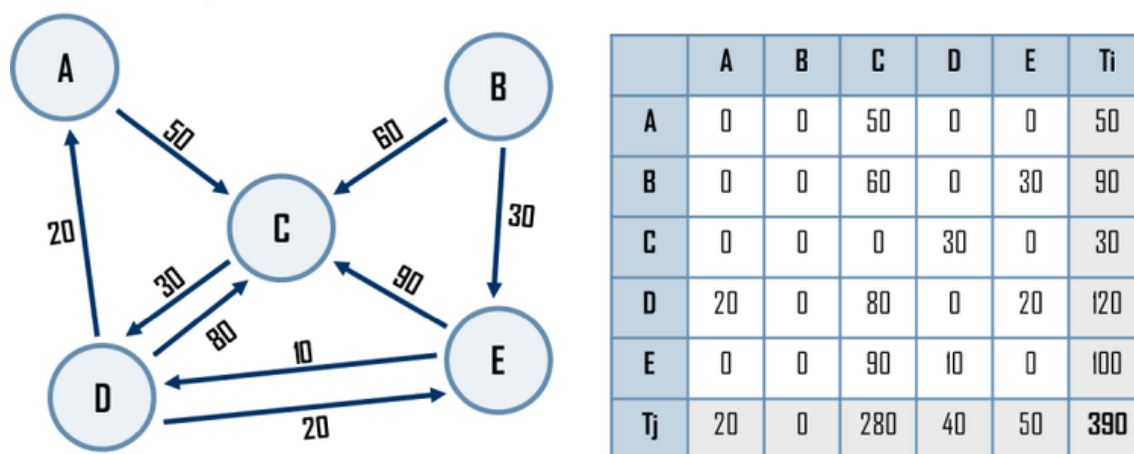 A
B
50
60
20
C
30
30
90
80
10
D
E
20
A B C D E Ti
A 0 0 50 0 0 50
B 0 0 60 0 30 90
C 0 0 0 30 0 30
D 20 0 80 0 20 120
E 0 0 90 10 0 100
Tj 20 0 280 40 50 390